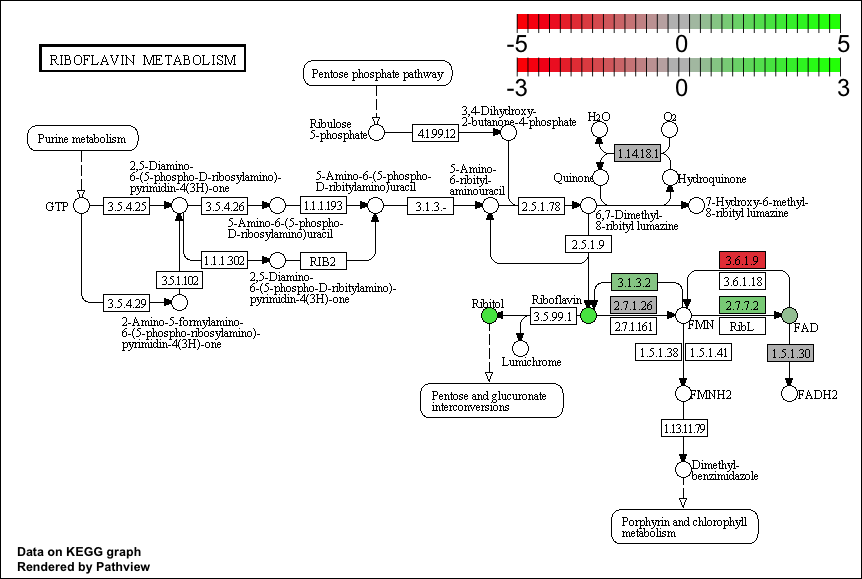 -5 0 5
-3 0 3
RIBOFLAVIN METABOLISM
Pentose phosphate pathway
Ribulose
5-phosphate
4.1.99.12
3,4-Dihydroxy-
2-butanone-4-phosphate
H2O
O2
Purine metabolism
1.14.18.1
2,5-Diamino-
6-(5-phospho-D-ribosylamino)-
pyrimidin-4(3H)-one
5-Amino-6-(5-phospho-
D-ribitylamino)uracil
5-Amino-
6-ribityl-
aminouracil
Quinone
Hydroquinone
GTP
3.5.4.25
3.5.4.26
1.1.1.193
3.1.3.-
2.5.1.78
7-Hydroxy-6-methyl-
8-ribityl lumazine
5-Amino-6-(5-phospho-
D-ribosylamino)uracil
6,7-Dimethyl-
8-ribityl lumazine
2.5.1.9
1.1.1.302
RIB2
3.5.1.102
2,5-Diamino-
6-(5-phospho-D-ribitylamino)-
pyrimidin-4(3H)-one
3.5.4.29
2-Amino-5-formylamino-
6-(5-phospho-ribosylamino)-
pyrimidin-4(3H)-one
3.6.1.9
3.6.1.18
3.1.3.2
2.7.1.26
2.7.1.161
2.7.7.2
RibL
Ribitol
Riboflavin
3.5.99.1
FMN
FAD
Lumichrome
1.5.1.38
1.5.1.41
1.5.1.30
Pentose and glucuronate
interconversions
FMNH2
FADH2
1.13.11.79
Dimethyl-
benzimidazole
Porphyrin and chlorophyll
metabolism
Data on KEGG graph
Rendered by Pathview